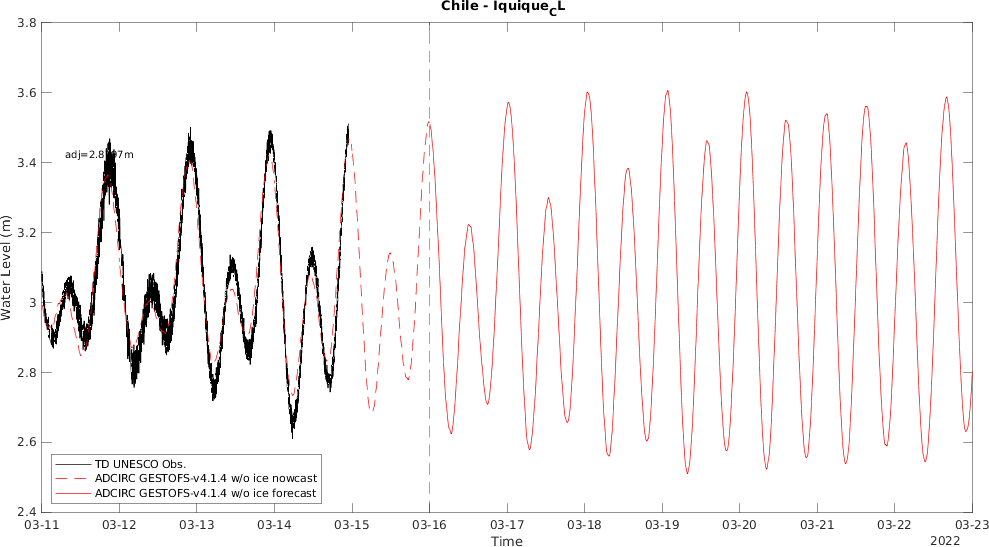 Chile - Iquique_CL
Water Level (m)
3.8
3.6
3.4
3.2
3
2.8
2.6
2.4
TD UNESCO Obs.
ADCIRC GESTOFS-v4.1.4 w/o ice nowcast
ADCIRC GESTOFS-v4.1.4 w/o ice forecast
03-11 03-12 03-13 03-14 03-15 03-16 03-17 03-18 03-19 03-20 03-21 03-22 03-23
Time
2022